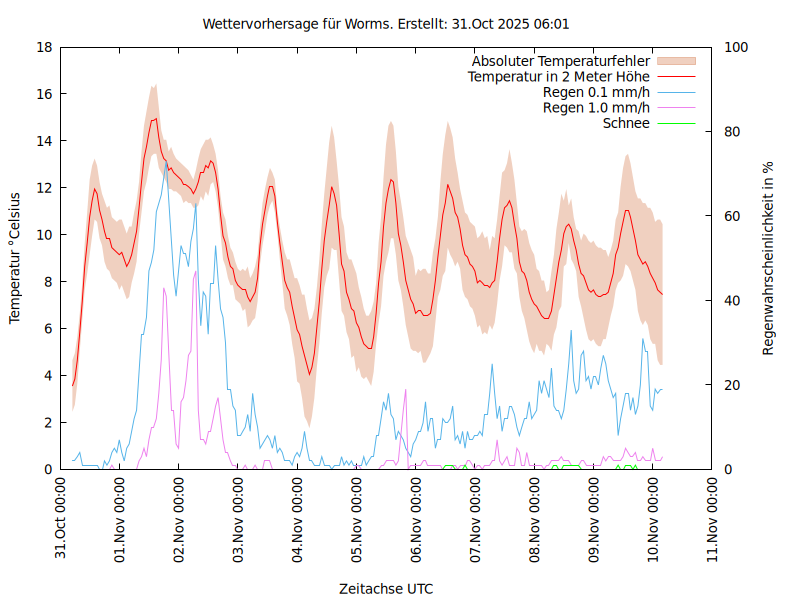 Wettervorhersage für Worms. Erstellt: 31.Oct 2025 06:01
Absoluter Temperaturfehler
Temperatur in 2 Meter Höhe
Regen 0.1 mm/h
Regen 1.0 mm/h
Schnee
Temperatur °Celsius
18
16
14
12
10
8
6
4
2
0
100
80
60
40
20
0
Regenwahrscheinlichkeit in %
31.Oct 00:00
01.Nov 00:00
02.Nov 00:00
03.Nov 00:00
04.Nov 00:00
05.Nov 00:00
06.Nov 00:00
07.Nov 00:00
08.Nov 00:00
09.Nov 00:00
10.Nov 00:00
11.Nov 00:00
Zeitachse UTC